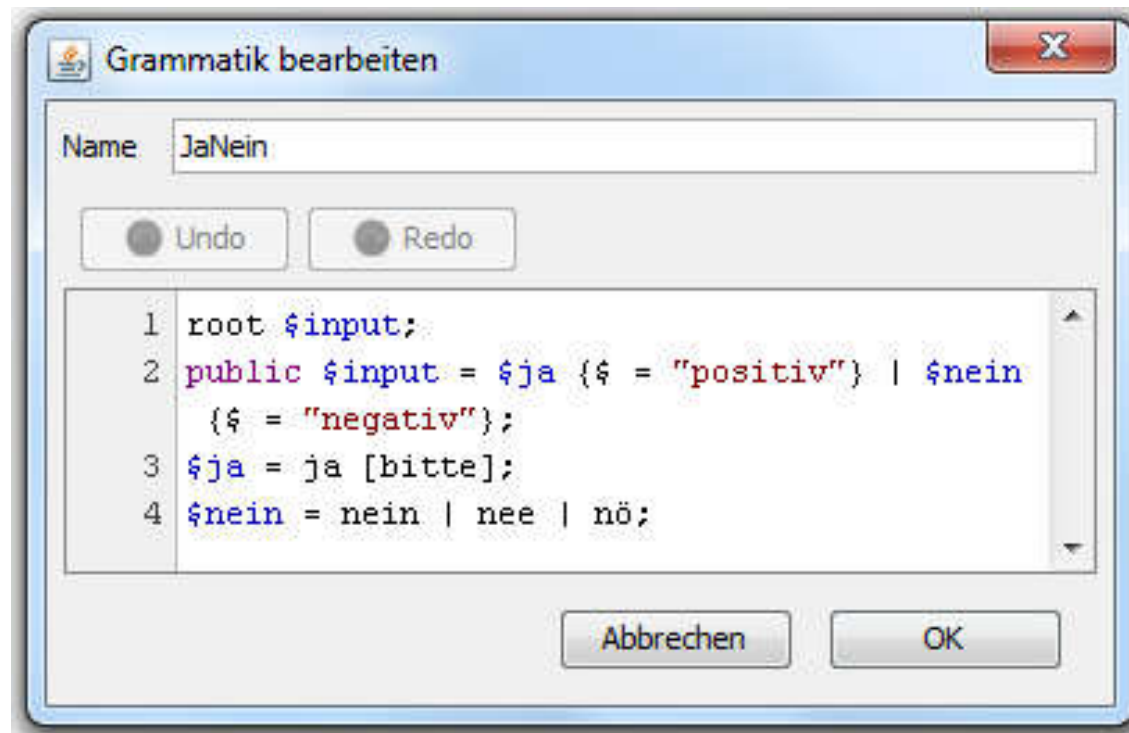 Grammatik bearbeiten
Name JaNein
Undo Redo
1 root $input;
2 public $input = $ja {$ = "positiv"} | $nein
{$ = "negativ"};
3 $ja = ja [bitte];
4 $nein = nein | nee | nö;
Abbrechen OK